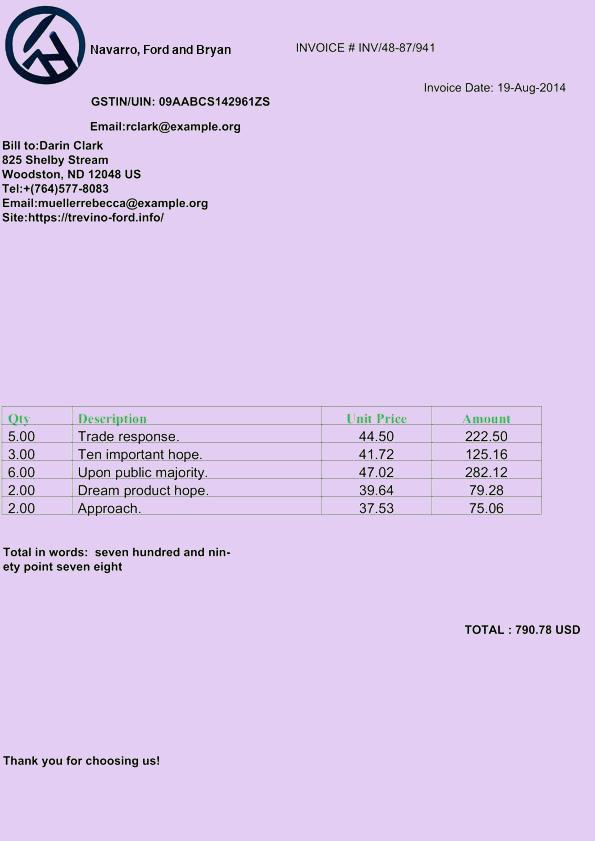 Navarro, Ford and Bryan
INVOICE # INV/48-87/941
Invoice Date: 19-Aug-2014
GSTIN/UIN: 09AABCS142961ZS
Email:rclark@example.org
Bill to:Darin Clark
825 Shelby Stream
Woodston, ND 12048 US
Tel:+(764)577-8083
Email:muellerrebecca@example.org
Site:https://trevino-ford.info/
Qty Description Unit Price Amount
5.00 Trade response. 44.50 222.50
3.00 Ten important hope. 41.72 125.16
6.00 Upon public majority. 47.02 282.12
2.00 Dream product hope. 39.64 79.28
2.00 Approach. 37.53 75.06
Total in words:  seven hundred and nin-
ety point seven eight
TOTAL : 790.78 USD
Thank you for choosing us!